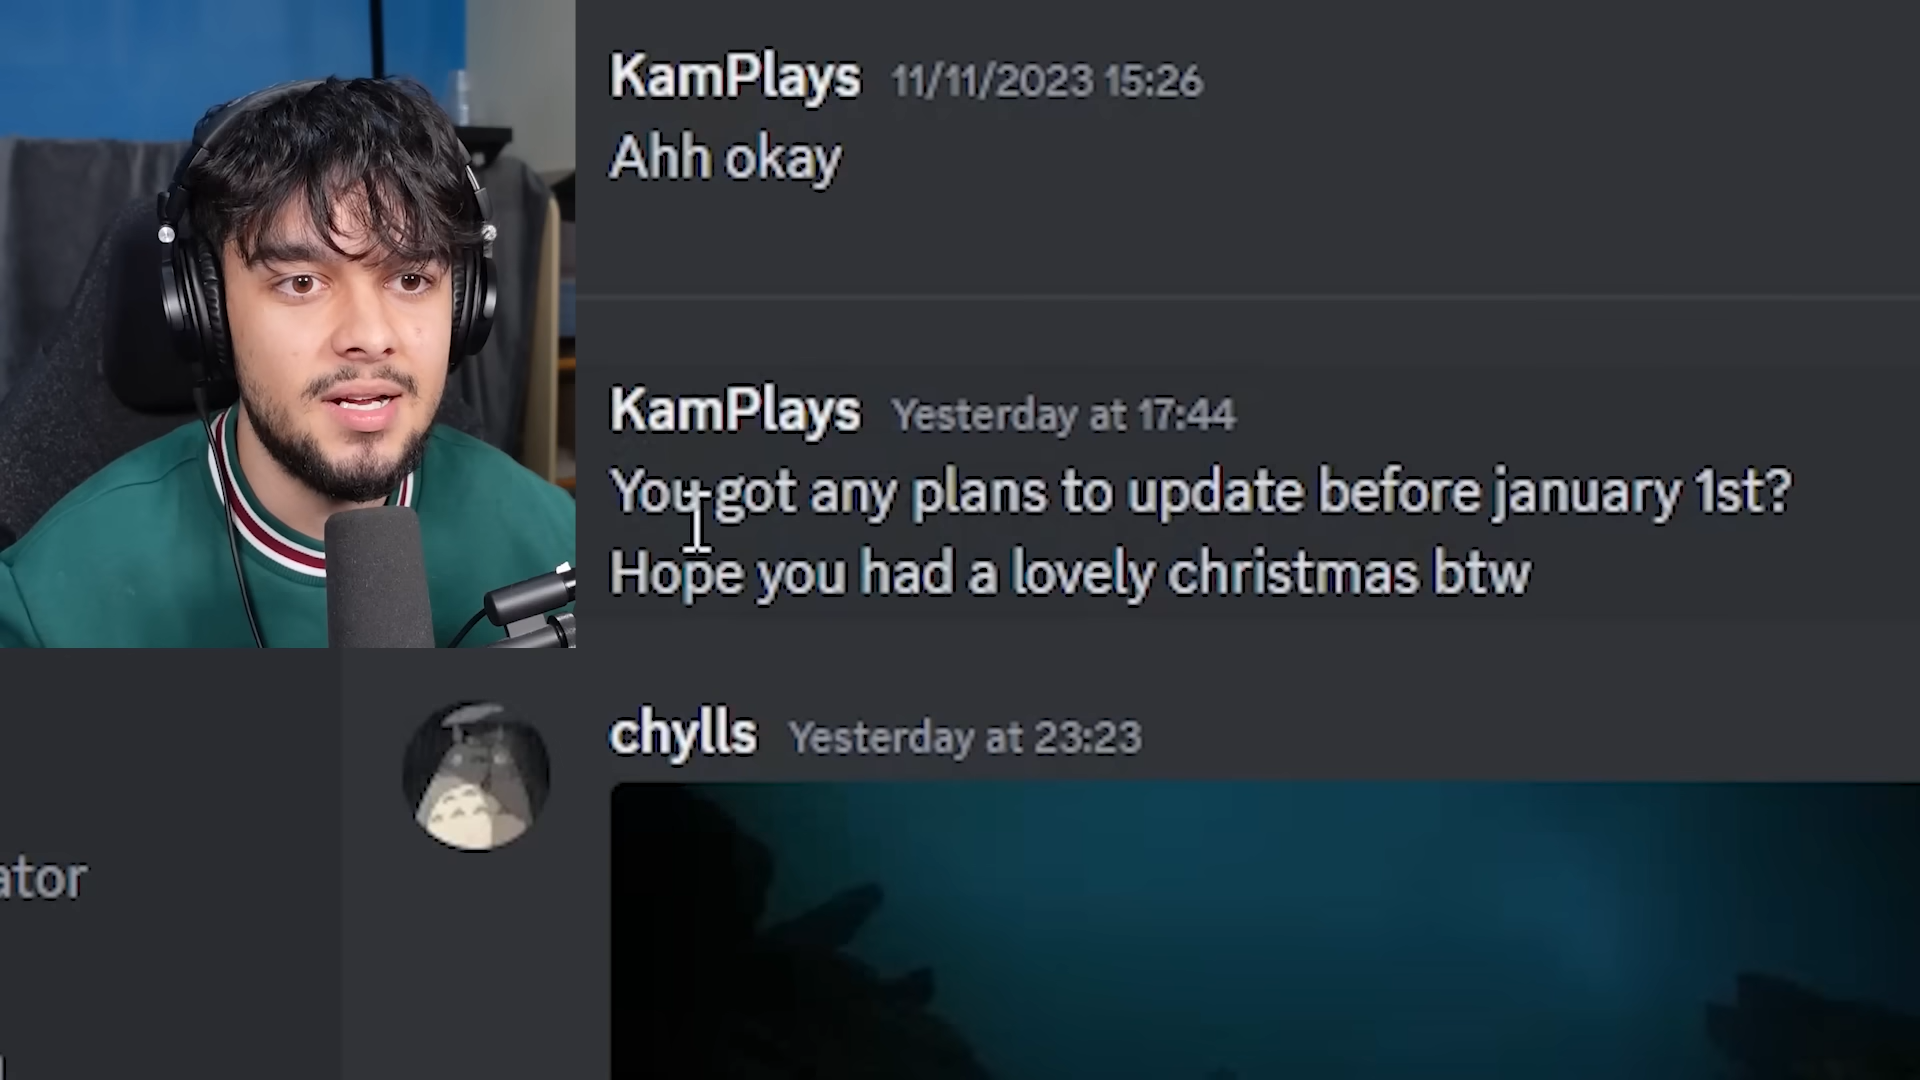 KamPlays 11/11/2023 15:26
Ahh okay
KamPlays Yesterday at 17:44
You got any plans to update before january 1st?
Hope you had a lovely christmas btw
chylls Yesterday at 23:23
ator